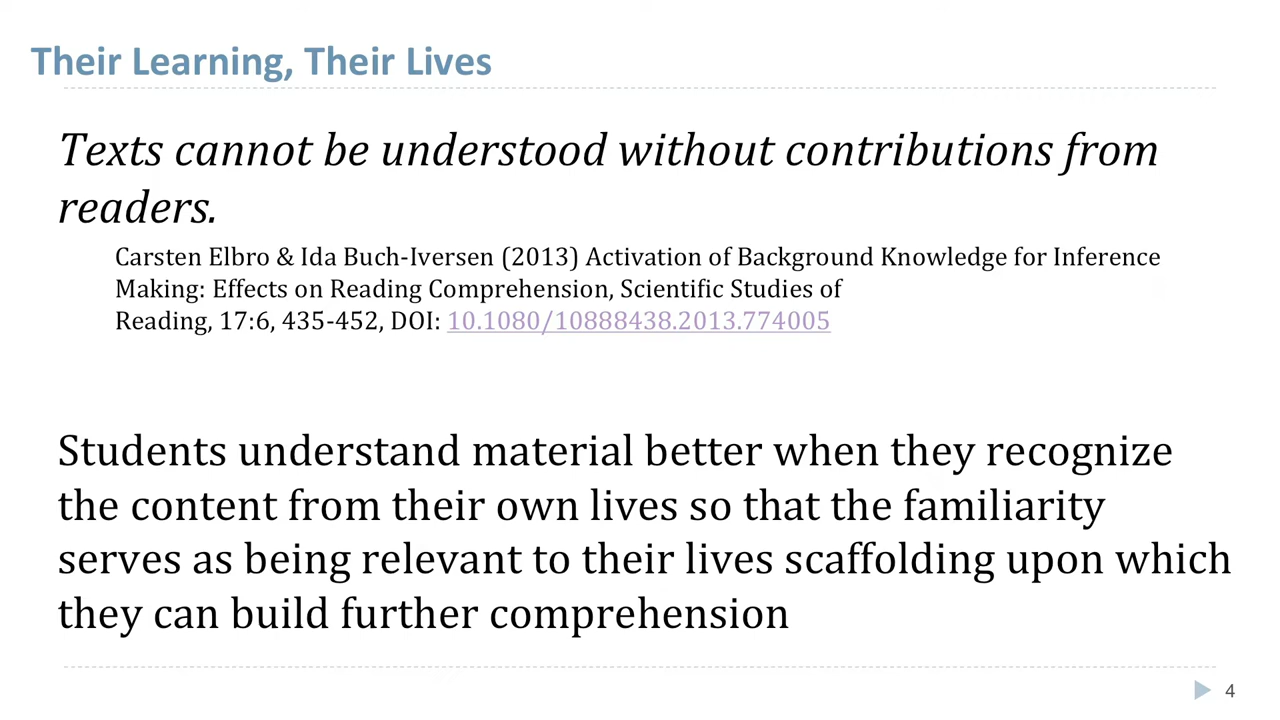 Their Learning, Their Lives
Texts cannot be understood without contributions from
readers.
Carsten Elbro & Ida Buch-Iversen (2013) Activation of Background Knowledge for Inference
Making: Effects on Reading Comprehension, Scientific Studies of
Reading, 17:6, 435-452, DOI: 10.1080/10888438.2013.774005
Students understand material better when they recognize
the content from their own lives so that the familiarity
serves as being relevant to their lives scaffolding upon which
they can build further comprehension
4